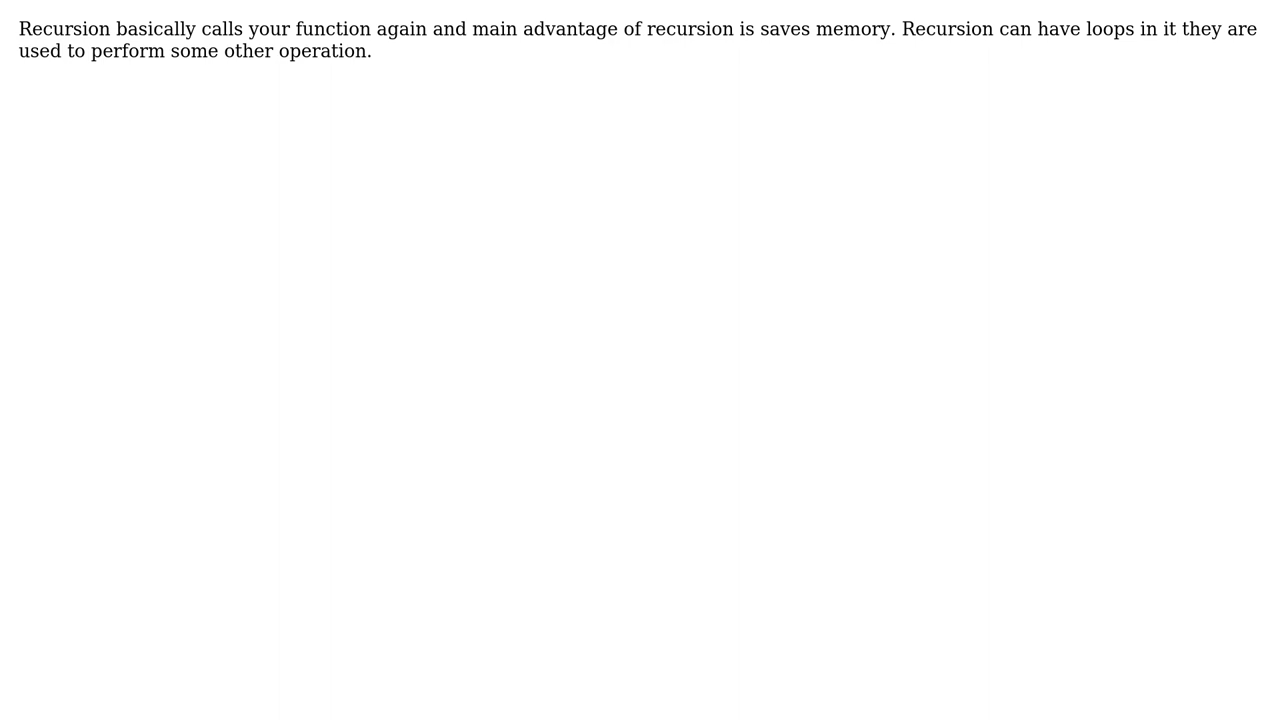 Recursion basically calls your function again and main advantage of recursion is saves memory. Recursion can have loops in it they are
used to perform some other operation.